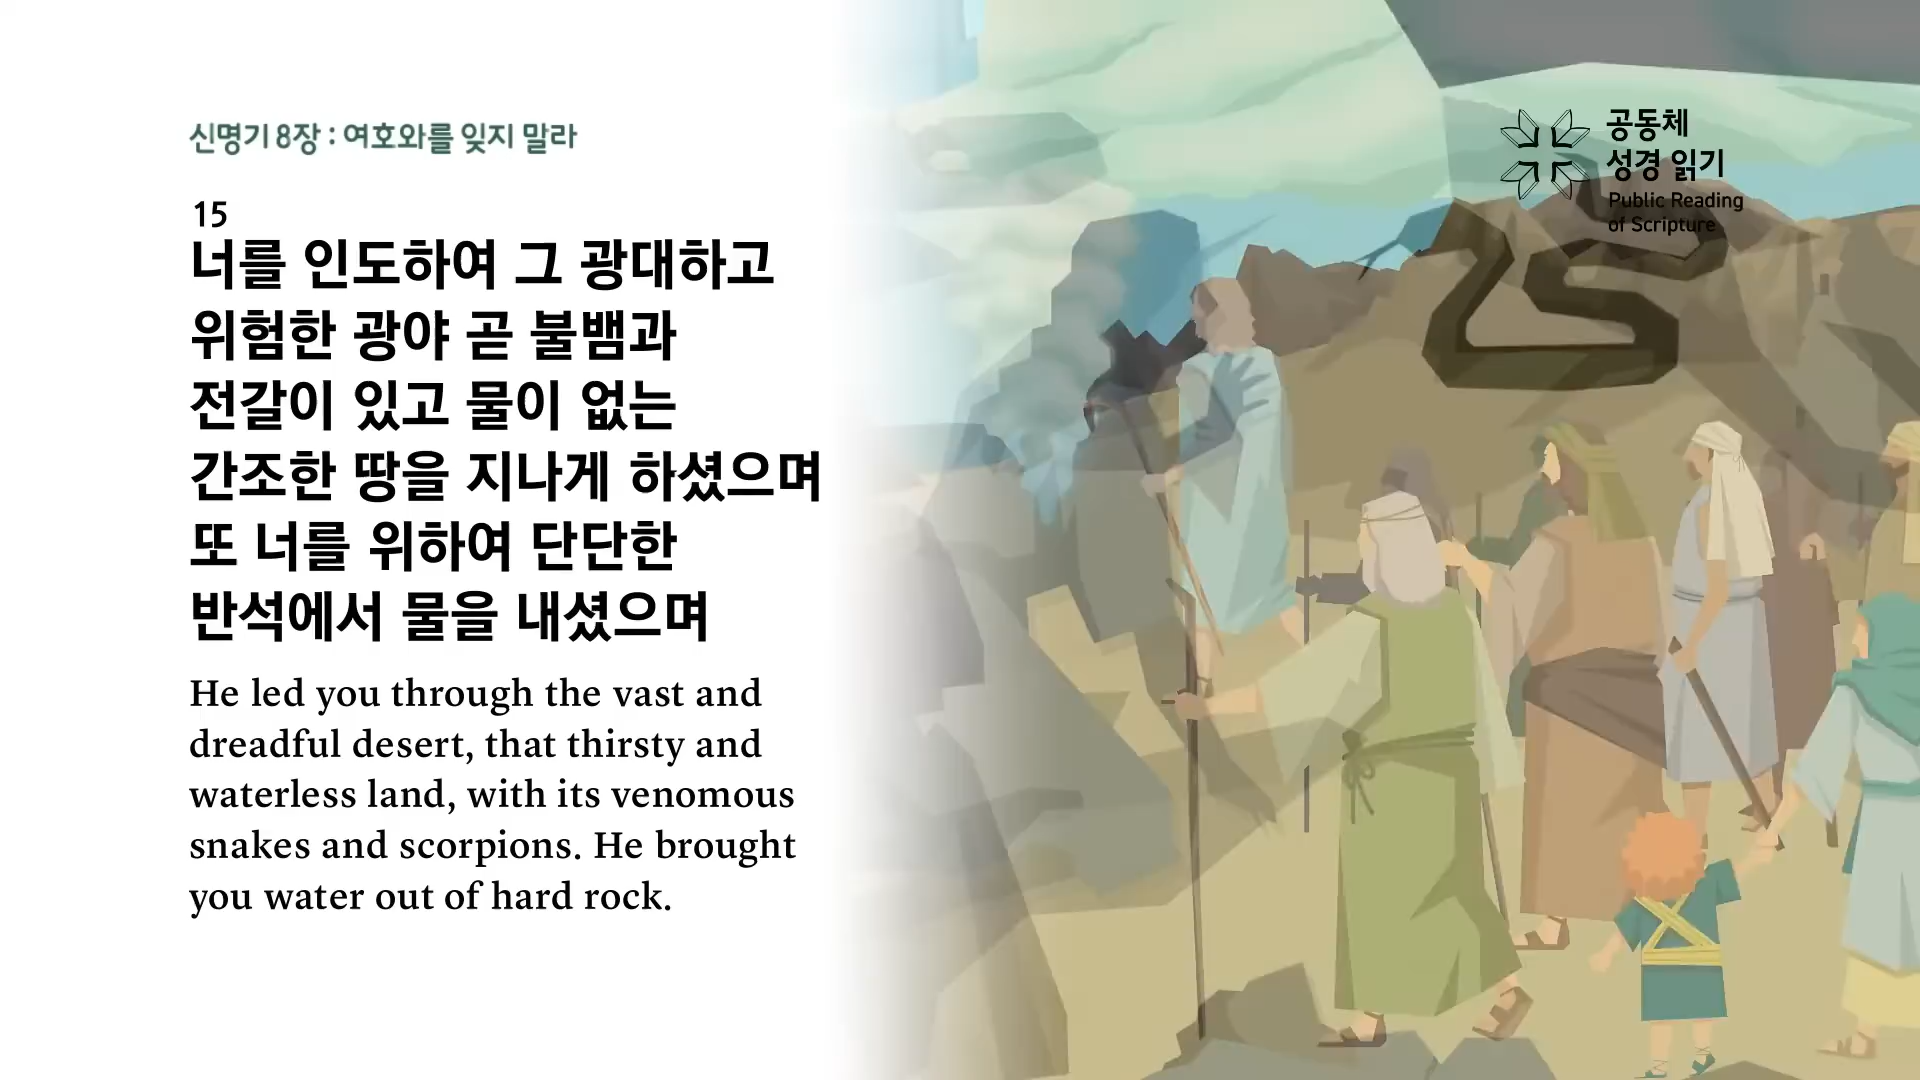 신명기 8장 : 여호와를 잊지 말라
15
너를 인도하여 그 광대하고
위험한 광야 곧 불뱀과
전갈이 있고 물이 없는
간조한 땅을 지나게 하셨으며
또 너를 위하여 단단한
반석에서 물을 내셨으며
He led you through the vast and
dreadful desert, that thirsty and
waterless land, with its venomous
snakes and scorpions. He brought
you water out of hard rock.
공동체
성경 읽기
Public Reading
of Scripture